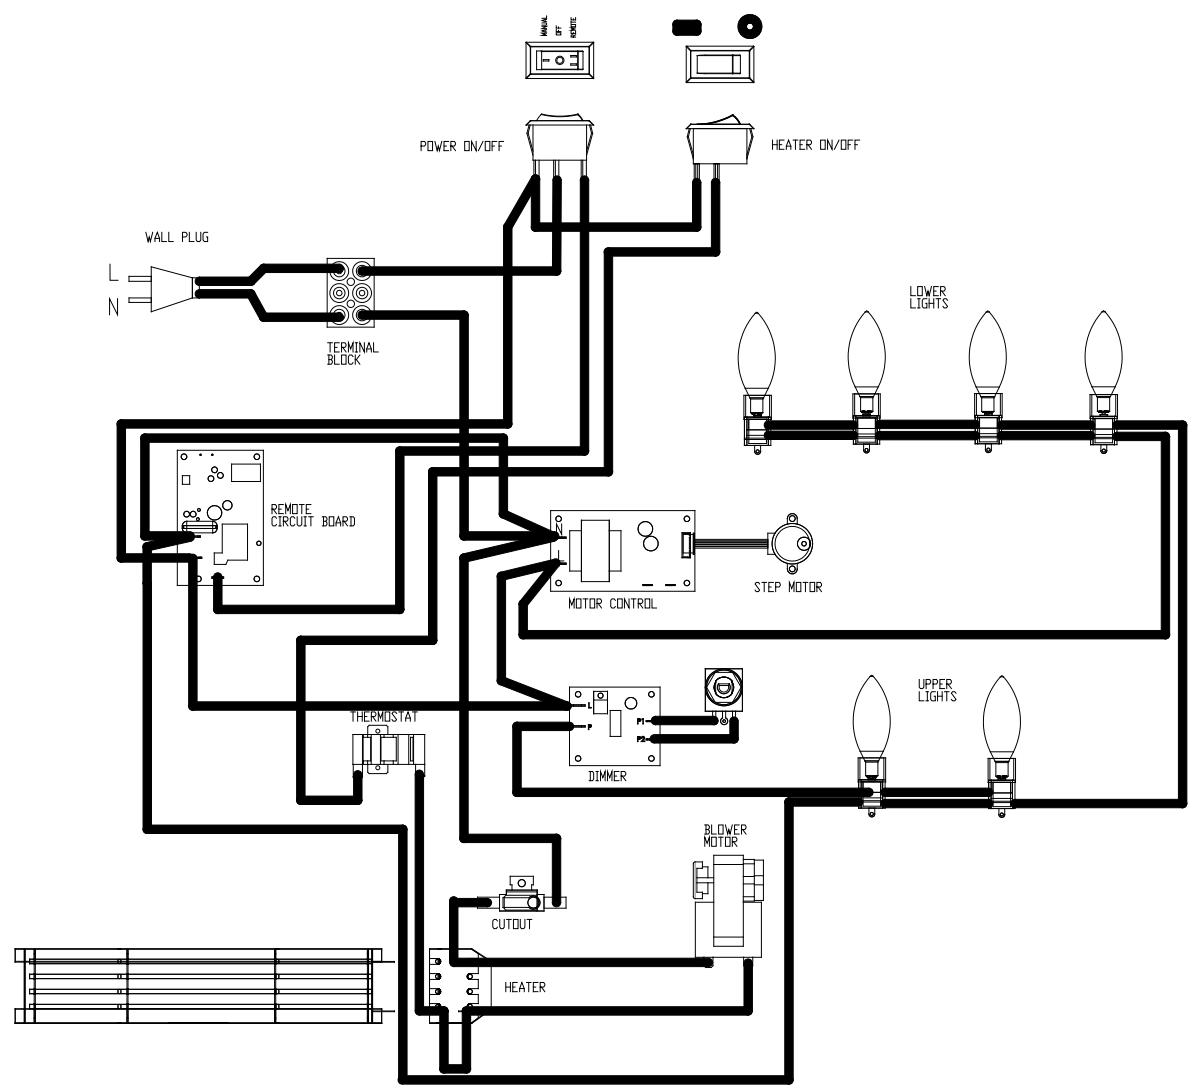 MANUAL
OFF
REMOTE
POWER ON/OFF
HEATER ON/OFF
WALL PLUG
L
N
TERMINAL
BLOCK
LOWER
LIGHTS
REMOTE
CIRCUIT BOARD
N
L
MOTOR CONTROL
STEP MOTOR
UPPER
LIGHTS
THERMOSTAT
L
P
P1
P2
DIMMER
BLOWER
MOTOR
CUTOUT
HEATER